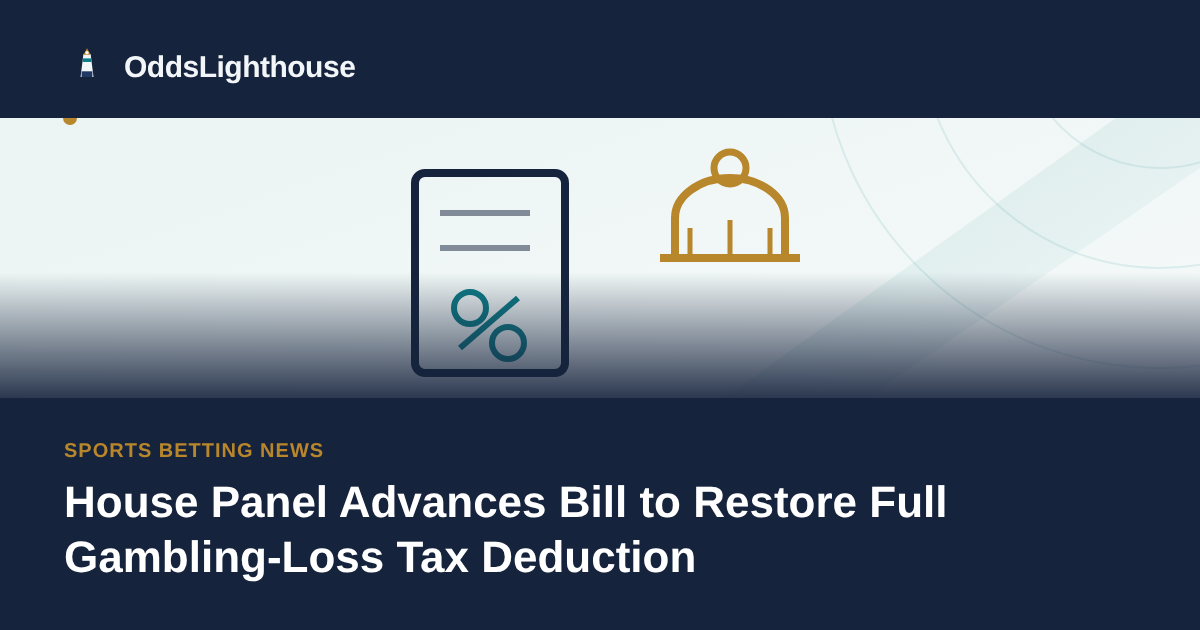 OddsLighthouse
%
SPORTS BETTING NEWS
House Panel Advances Bill to Restore Full
Gambling-Loss Tax Deduction